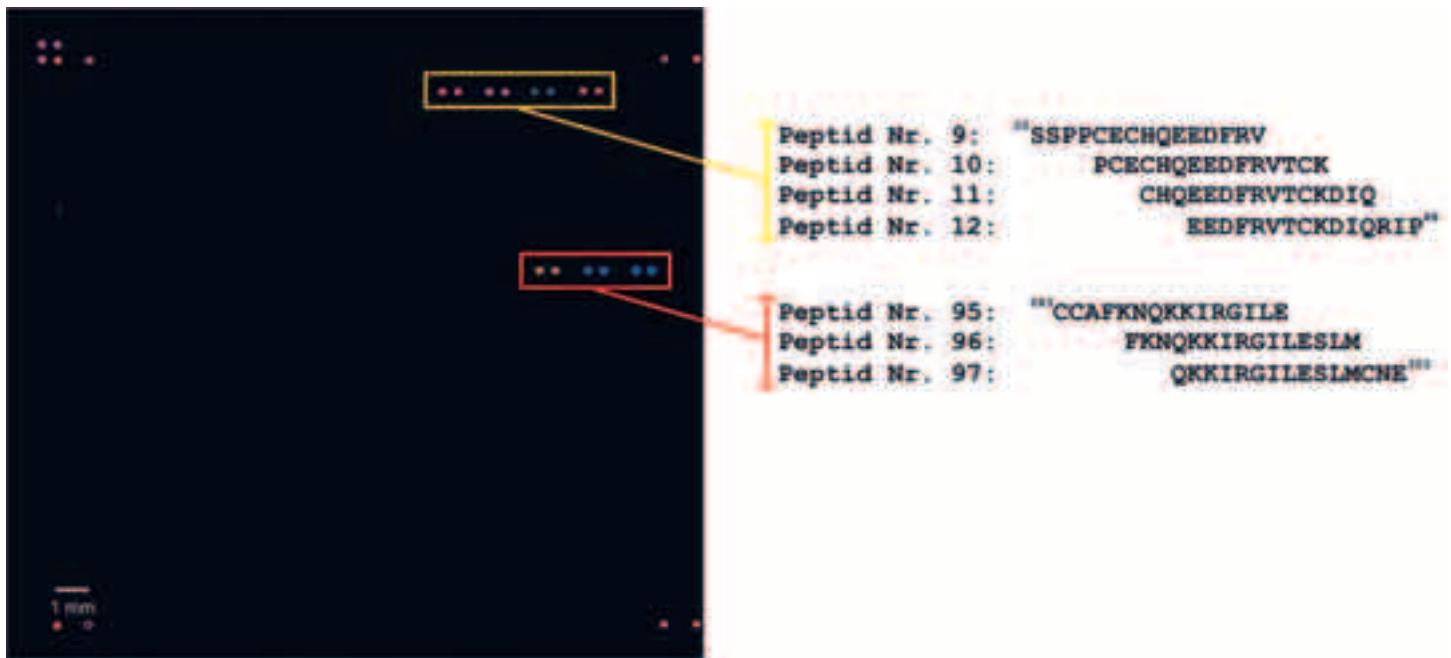 Peptid Nr. 9: SSPPCECHQEEDFRV
Peptid Nr. 10: PCECHQEEDFRVTCK
Peptid Nr. 11: CHQEEDFRVTCKDIQ
Peptid Nr. 12: EEDFRVTCKDIQRIP
Peptid Nr. 95: CCAFKNQKKIRGILE
Peptid Nr. 96: FKNQKKIRGILESLM
Peptid Nr. 97: QKKIRGILESLMCNE
1 mm